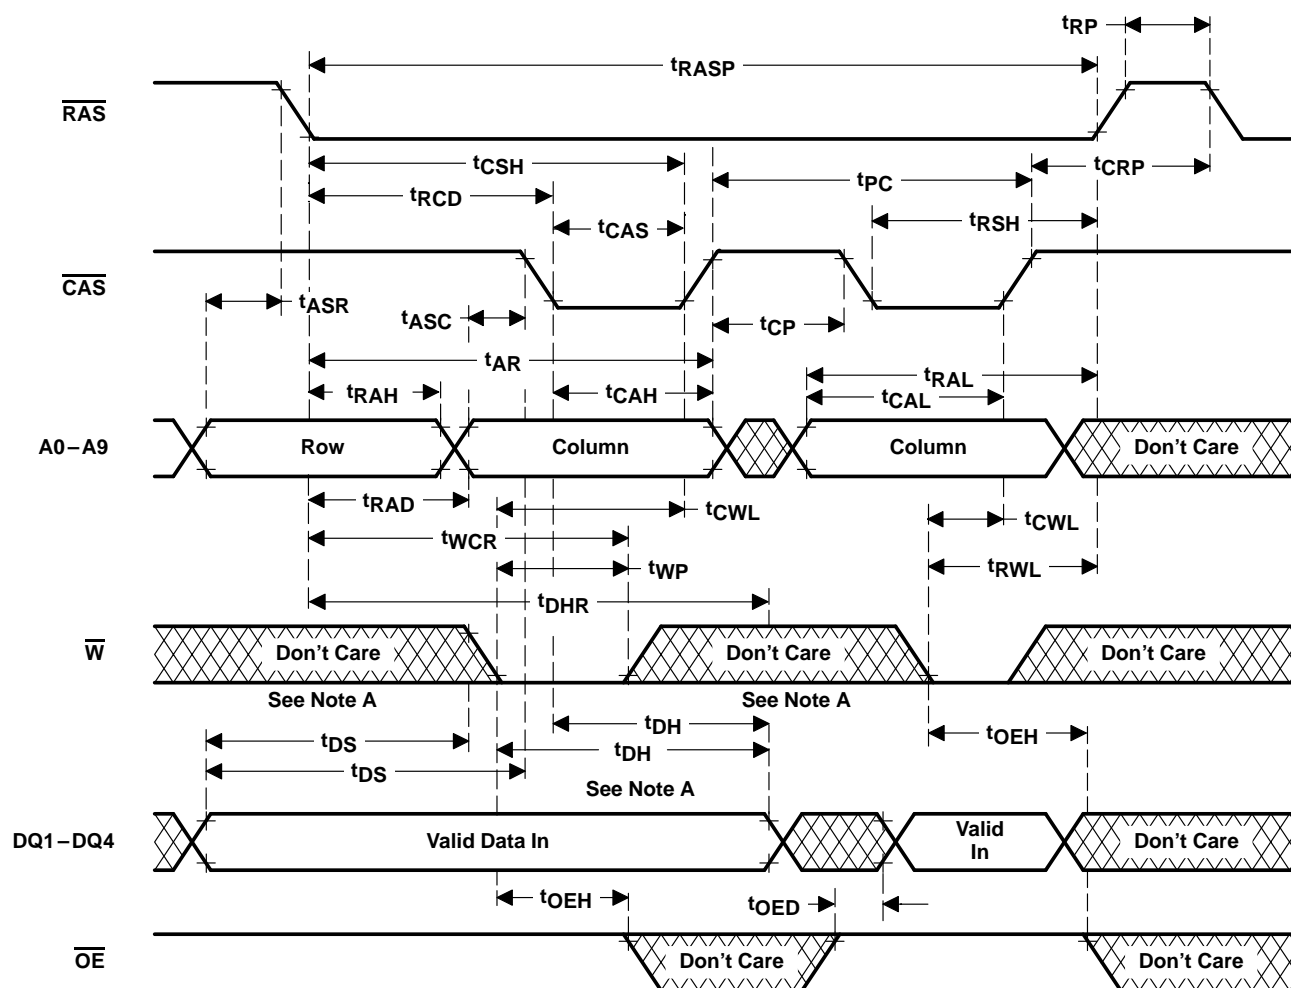 tRP
tRASP
RAS
tCSH
tCRP
tPC
tRCD
tRSH
tCAS
CAS
tASR
tASC
tCP
tAR
tRAL
tRAH
tCAH
tCAL
A0–A9
Row
Column
Column
Don't Care
tRAD
tCWL
tCWL
tWCR
tWP
tRWL
tDHR
W
Don't Care
Don't Care
Don't Care
See Note A
See Note A
tDH
tOEH
tDS
tDH
tDS
See Note A
DQ1–DQ4
Valid Data In
Valid
In
Don't Care
tOEH
tOED
OE
Don't Care
Don't Care